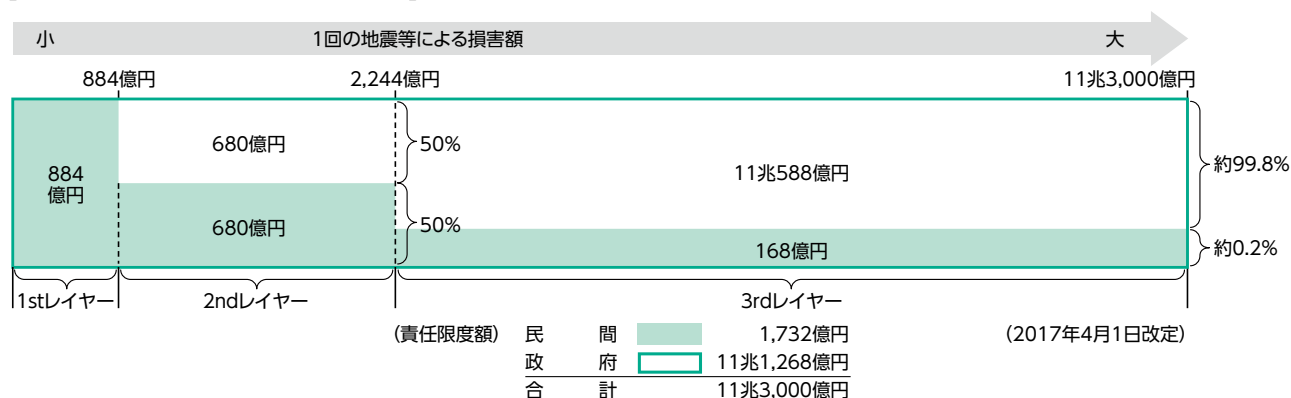 小 1回の地震等による損害額 大
884億円 2,244億円 11兆3,000億円
680億円 50% 11兆588億円 約99.8%
884
億円
680億円 50% 168億円 約0.2%
1stレイヤー 2ndレイヤー 3rdレイヤー
(責任限度額) 民間 1,732億円 (2017年4月1日改定)
政府 11兆1,268億円
合計 11兆3,000億円